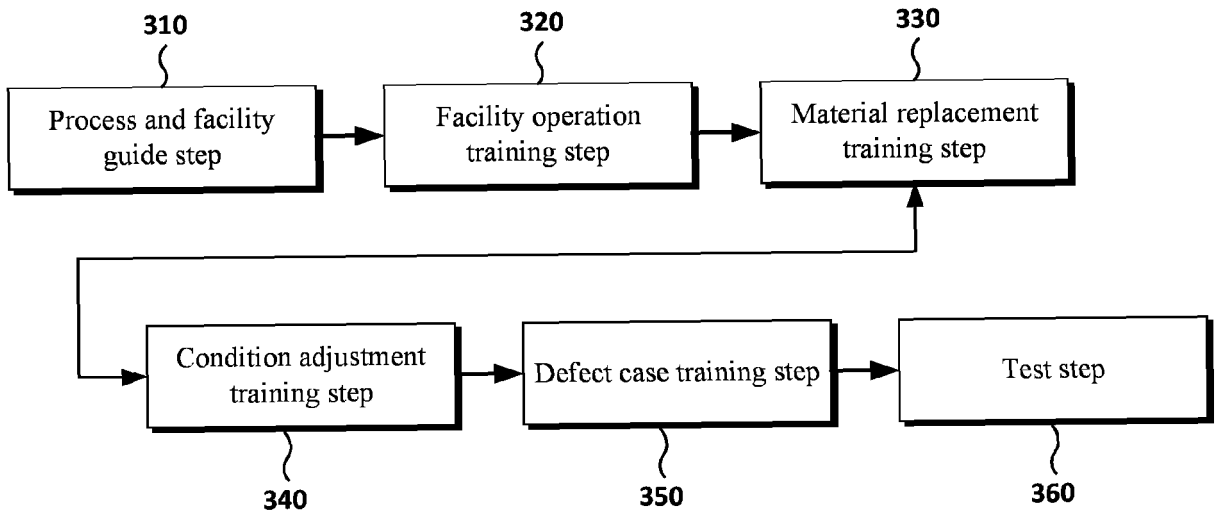 310
320
330
Process and facility
guide step
Facility operation
training step
Material replacement
training step
Condition adjustment
training step
Defect case training step
Test step
340
350
360